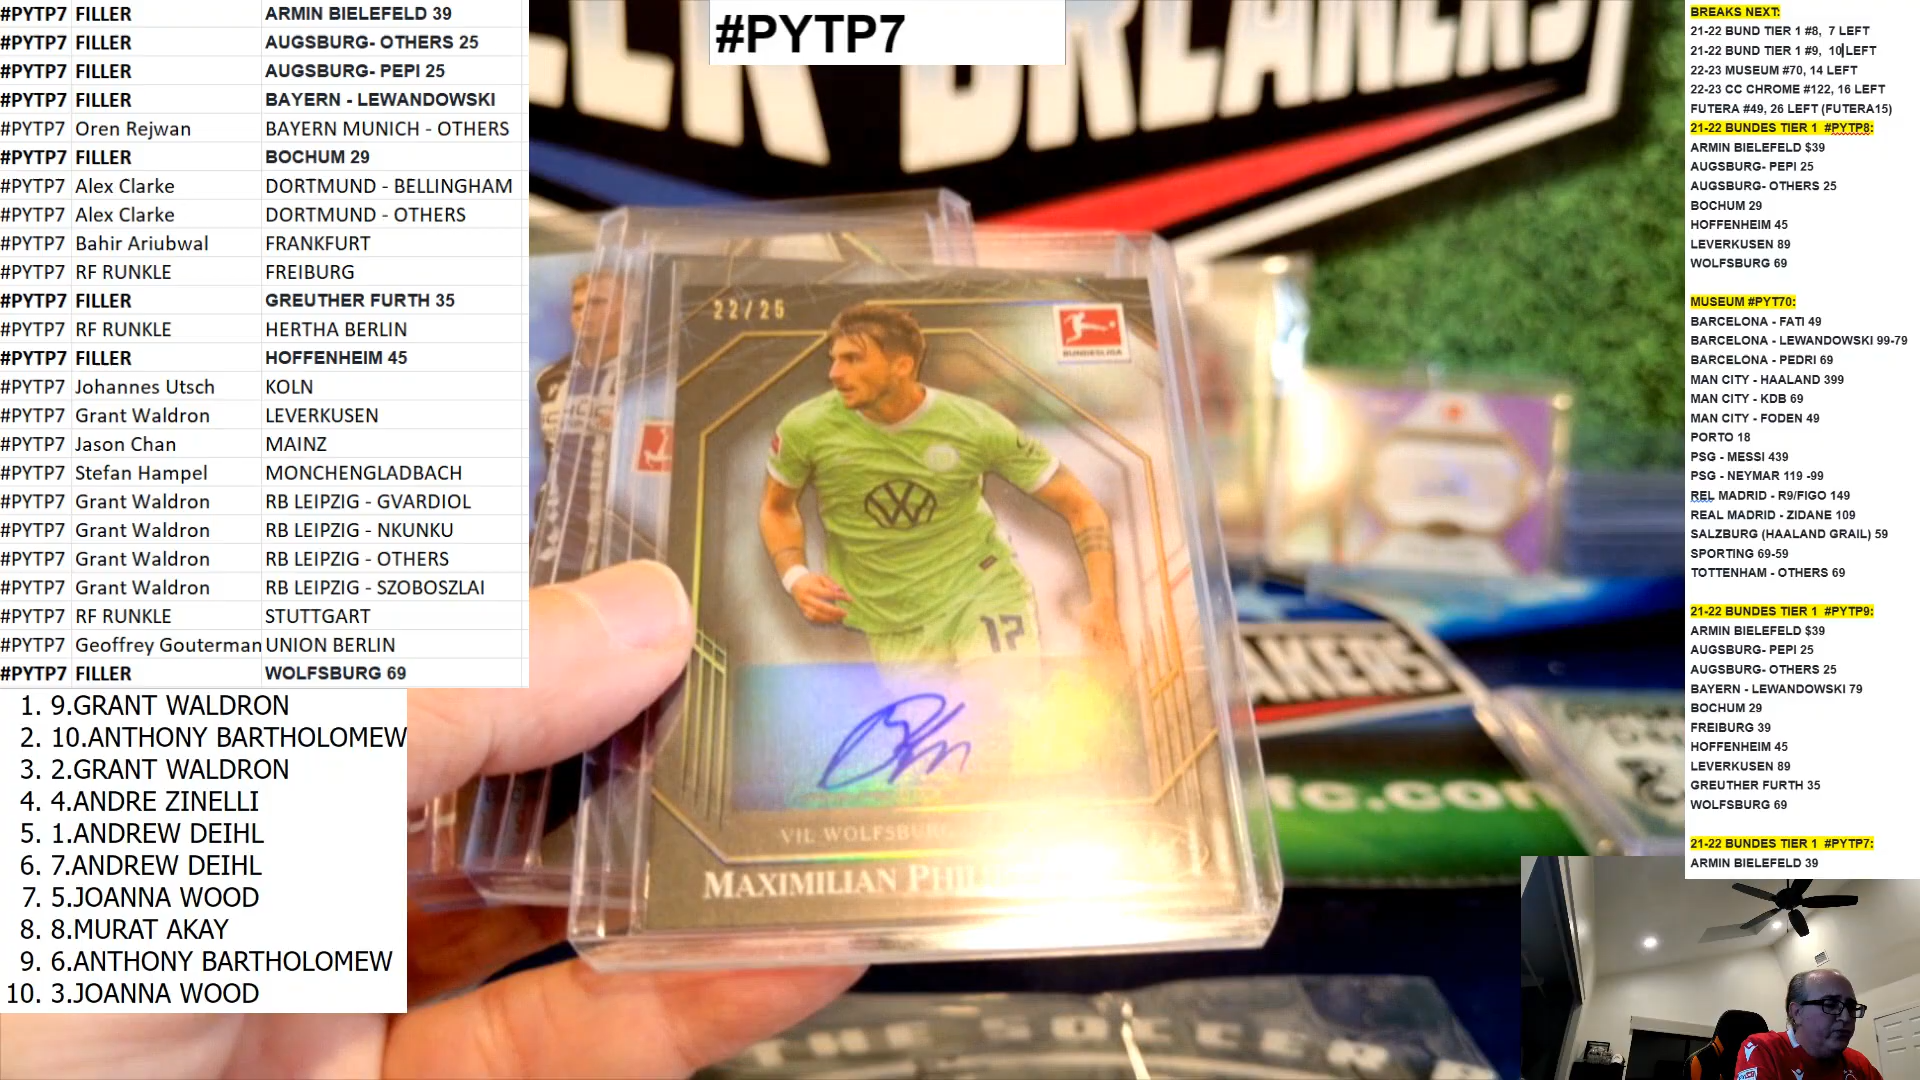 #PYTP7 FILLER ARMIN BIELEFELD 39
#PYTP7 FILLER AUGSBURG- OTHERS 25
#PYTP7 FILLER AUGSBURG- PEPI 25
#PYTP7 FILLER BAYERN - LEWANDOWSKI
#PYTP7 Oren Rejwan BAYERN MUNICH - OTHERS
#PYTP7 FILLER BOCHUM 29
#PYTP7 Alex Clarke DORTMUND - BELLINGHAM
#PYTP7 Alex Clarke DORTMUND - OTHERS
#PYTP7 Bahir Ariubwal FRANKFURT
#PYTP7 RF RUNKLE FREIBURG
#PYTP7 FILLER GREUTHER FURTH 35
#PYTP7 RF RUNKLE HERTHA BERLIN
#PYTP7 FILLER HOFFENHEIM 45
#PYTP7 Johannes Utsch KOLN
#PYTP7 Grant Waldron LEVERKUSEN
#PYTP7 Jason Chan MAINZ
#PYTP7 Stefan Hampel MONCHENGLADBACH
#PYTP7 Grant Waldron RB LEIPZIG - GVARDIOL
#PYTP7 Grant Waldron RB LEIPZIG - NKUNKU
#PYTP7 Grant Waldron RB LEIPZIG - OTHERS
#PYTP7 Grant Waldron RB LEIPZIG - SZOBOSZLAI
#PYTP7 RF RUNKLE STUTTGART
#PYTP7 Geoffrey Gouterman UNION BERLIN
#PYTP7 FILLER WOLFSBURG 69
1. 9.GRANT WALDRON
2. 10.ANTHONY BARTHOLOMEW
3. 2.GRANT WALDRON
4. 4.ANDRE ZINELLI
5. 1.ANDREW DEIHL
6. 7.ANDREW DEIHL
7. 5.JOANNA WOOD
8. 8.MURAT AKAY
9. 6.ANTHONY BARTHOLOMEW
10. 3.JOANNA WOOD
#PYTP7
BREAKERS
22/25
BUNDESLIGA
17
VFL WOLFSBURG
MAXIMILIAN
AKERS
fc.com
THE SOCCER
BREAKS NEXT:
21-22 BUND TIER 1 #8, 7 LEFT
21-22 BUND TIER 1 #9, 10 LEFT
22-23 MUSEUM #70, 14 LEFT
22-23 CC CHROME #122, 16 LEFT
FUTERA #49, 26 LEFT (FUTERA15)
21-22 BUNDES TIER 1 #PYTP8:
ARMIN BIELEFELD $39
AUGSBURG- PEPI 25
AUGSBURG- OTHERS 25
BOCHUM 29
HOFFENHEIM 45
LEVERKUSEN 89
WOLFSBURG 69
MUSEUM #PYT70:
BARCELONA - FATI 49
BARCELONA - LEWANDOWSKI 99-79
BARCELONA - PEDRI 69
MAN CITY - HAALAND 399
MAN CITY - KDB 69
MAN CITY - FODEN 49
PORTO 18
PSG - MESSI 439
PSG - NEYMAR 119 -99
REL MADRID - R9/FIGO 149
REAL MADRID - ZIDANE 109
SALZBURG (HAALAND GRAIL) 59
SPORTING 69-59
TOTTENHAM - OTHERS 69
21-22 BUNDES TIER 1 #PYTP9:
ARMIN BIELEFELD $39
AUGSBURG- PEPI 25
AUGSBURG- OTHERS 25
BAYERN - LEWANDOWSKI 79
BOCHUM 29
FREIBURG 39
HOFFENHEIM 45
LEVERKUSEN 89
GREUTHER FURTH 35
WOLFSBURG 69
21-22 BUNDES TIER 1 #PYTP7:
ARMIN BIELEFELD 39